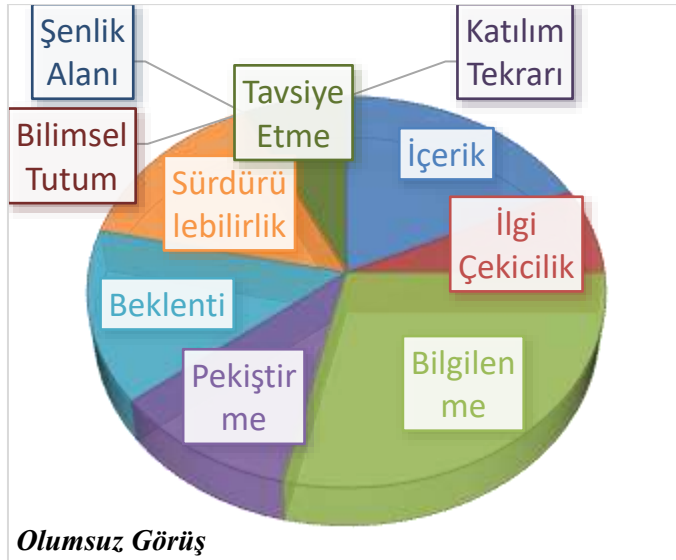 Şenlik
Alanı
Katılım
Tekrarı
Tavsiye
Etme
Bilimsel
Tutum
İçerik
Sürdürü
lebilirlik
İlgi
Çekicilik
Beklenti
Pekiştir
me
Bilgilen
me
Olumsuz Görüş